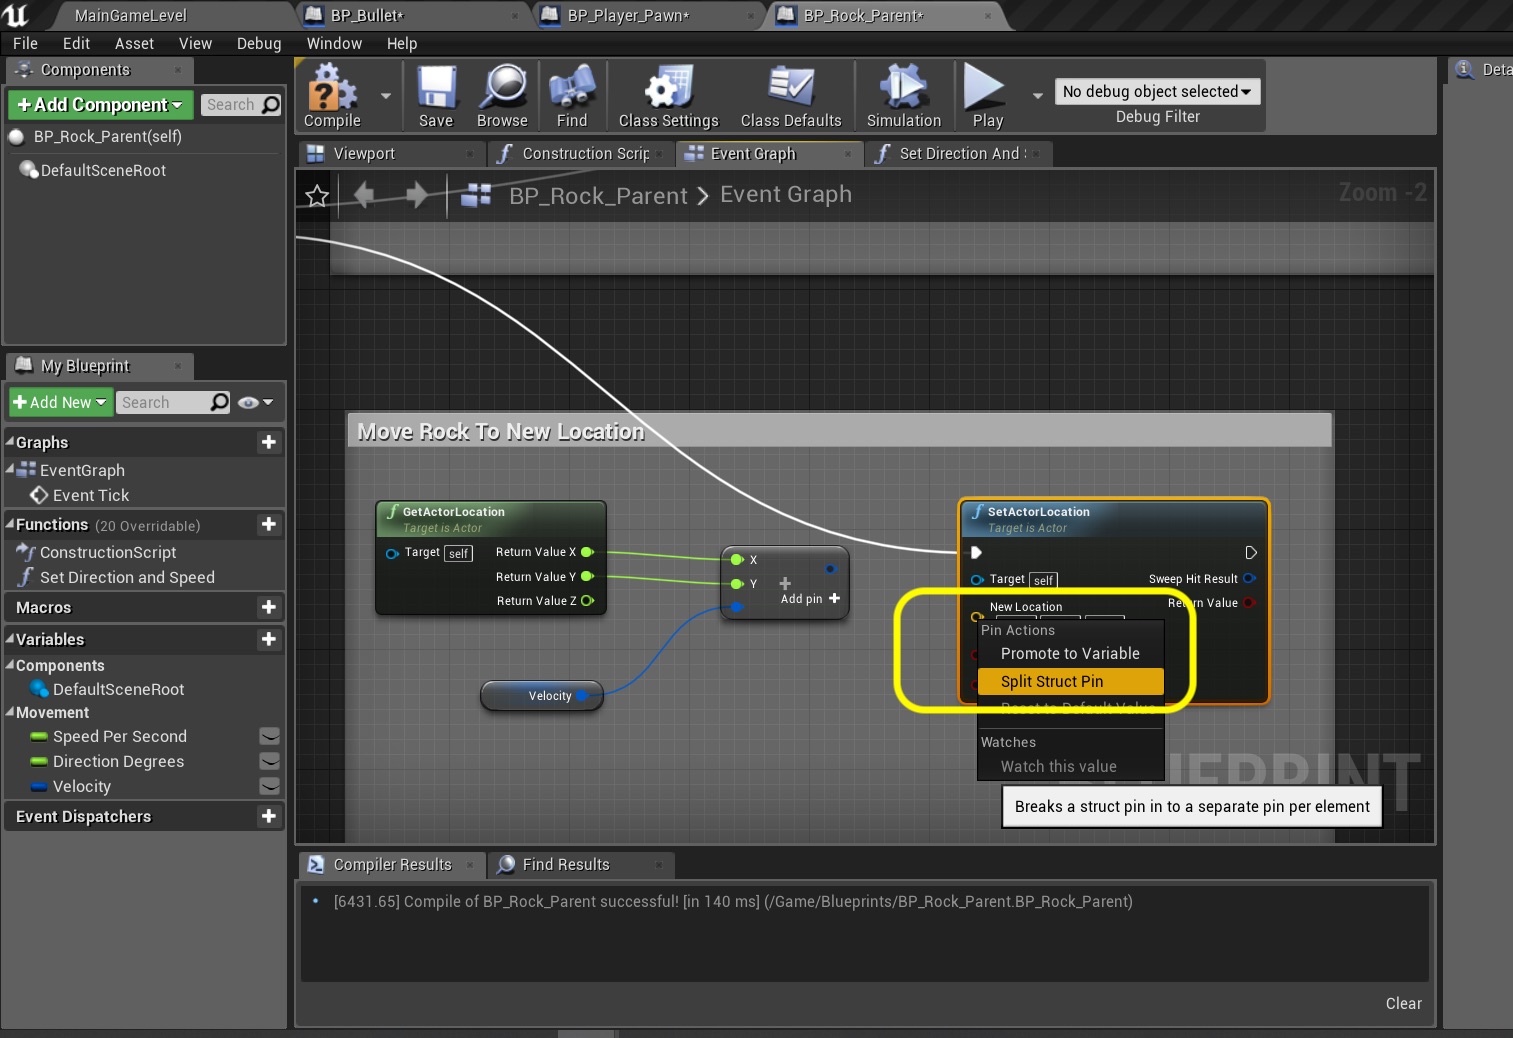 MainGameLevel
BP_Bullet*
BP_Player_Pawn*
BP_Rock_Parent*
File Edit Asset View Debug Window Help
Components
Add Component
Search
BP_Rock_Parent(self)
DefaultSceneRoot
Compile
Save
Browse
Find
Class Settings
Class Defaults
Simulation
Play
No debug object selected
Debug Filter
Deta
Viewport
Construction Scrip
Event Graph
Set Direction And
BP_Rock_Parent > Event Graph
Zoom -2
My Blueprint
Add New
Search
Graphs
EventGraph
Event Tick
Functions (20 Overridable)
ConstructionScript
Set Direction and Speed
Macros
Variables
Components
DefaultSceneRoot
Movement
Speed Per Second
Direction Degrees
Velocity
Event Dispatchers
Move Rock To New Location
GetActorLocation
Target is Actor
Target self
Return Value X
Return Value Y
Return Value Z
X
Y
Add pin
Velocity
SetActorLocation
Target is Actor
Target self
Sweep Hit Result
New Location
Return Value
Pin Actions
Promote to Variable
Split Struct Pin
Reset to Default Value
Watches
Watch this value
BLUEPRINT
Breaks a struct pin in to a separate pin per element
Compiler Results
Find Results
[6431.65] Compile of BP_Rock_Parent successful! [in 140 ms] (/Game/Blueprints/BP_Rock_Parent.BP_Rock_Parent)
Clear